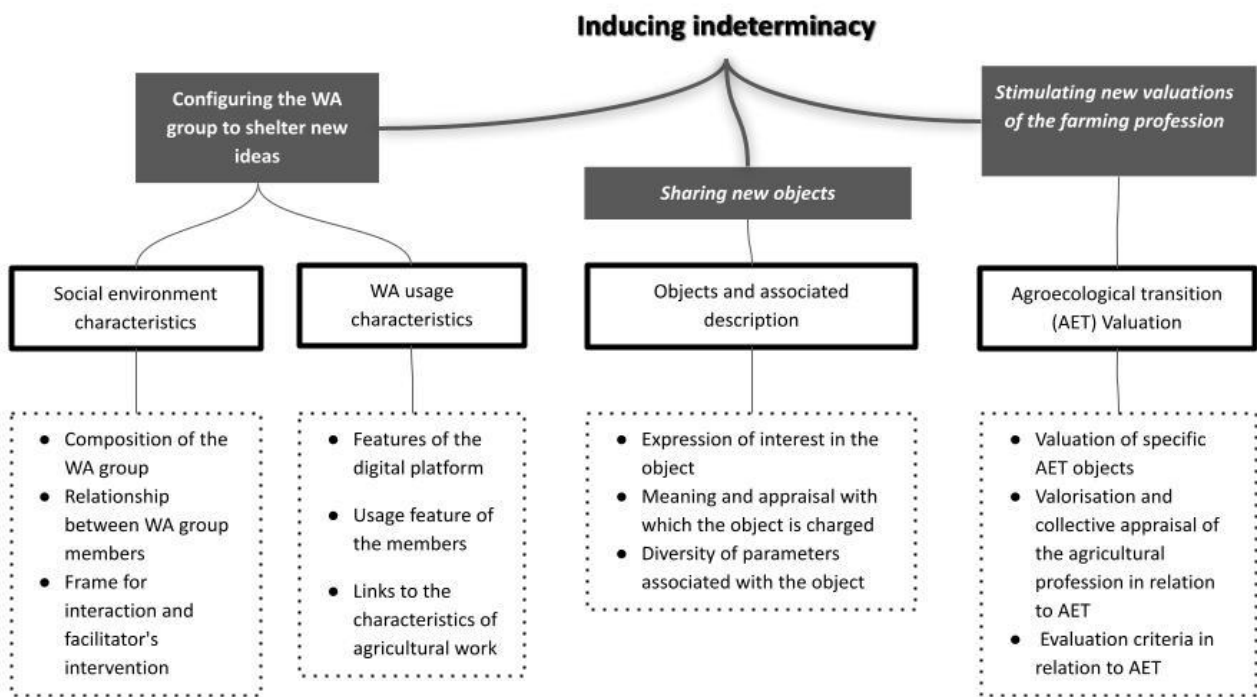 Inducing indeterminacy
Configuring the WA
group to shelter new
ideas
Sharing new objects
Stimulating new valuations
of the farming profession
Social environment
characteristics
WA usage
characteristics
Objects and associated
description
Agroecological transition
(AET) Valuation
● Composition of the
WA group
● Relationship
between WA group
members
● Frame for
interaction and
facilitator's
intervention
● Features of the
digital platform
● Usage feature of
the members
● Links to the
characteristics of
agricultural work
● Expression of interest in the
object
● Meaning and appraisal with
which the object is charged
● Diversity of parameters
associated with the object
● Valuation of specific
AET objects
● Valorisation and
collective appraisal of
the agricultural
profession in relation
to AET
● Evaluation criteria in
relation to AET